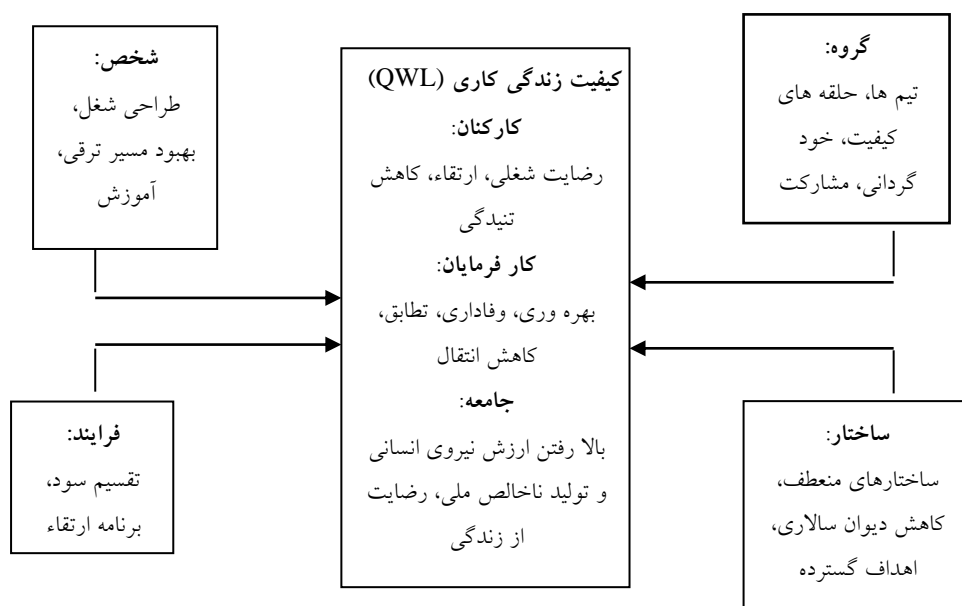 گروه:
تیم ها، حلقه های
کیفیت، خود
گردانی، مشارکت
کیفیت زندگی کاری (QWL)
کارکنان:
رضایت شغلی، ارتقاء، کاهش
تنیدگی
کار فرمایان:
بهره وری، وفاداری، تطابق،
کاهش انتقال
جامعه:
بالا رفتن ارزش نیروی انسانی
و تولید ناخالص ملی، رضایت
از زندگی
شخص:
طراحی شغل،
بهبود مسیر ترقی،
آموزش
ساختار:
ساختارهای منعطف،
کاهش دیوان سالاری،
اهداف گسترده
فرایند:
تقسیم سود،
برنامه ارتقاء